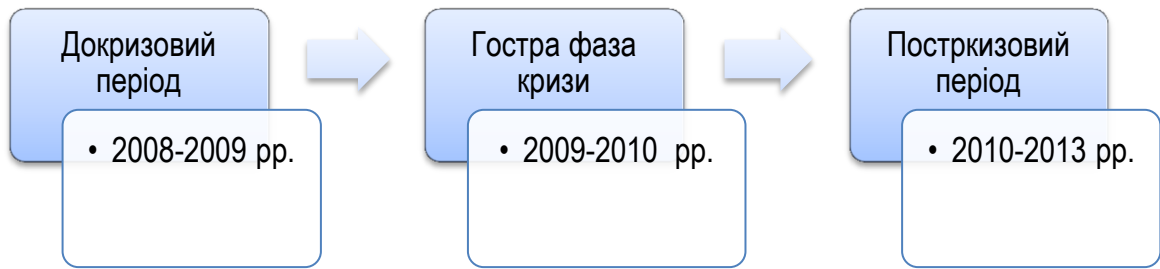 Докризовий
період
• 2008-2009 рр.
Гостра фаза
кризи
• 2009-2010 рр.
Постркизовий
період
• 2010-2013 рр.